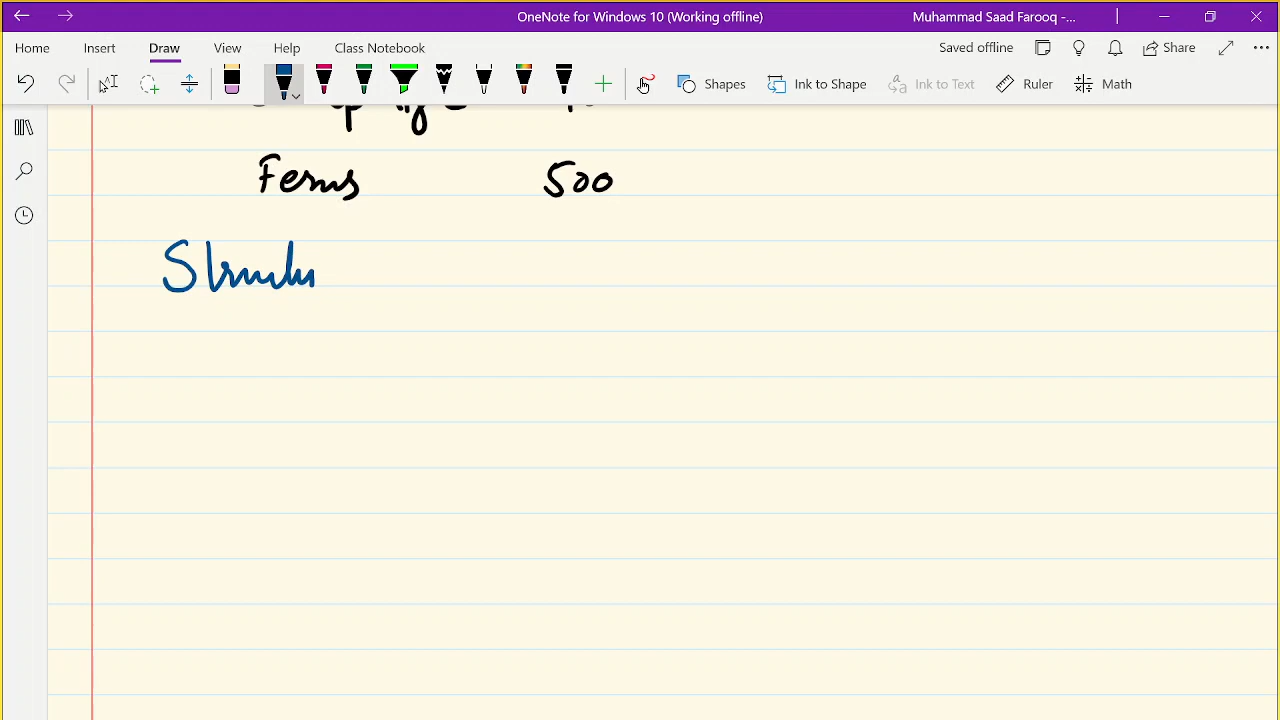 OneNote for Windows 10 (Working offline) Muhammad Saad Farooq -...
Home Insert Draw View Help Class Notebook Saved offline Share
Shapes Ink to Shape Ink to Text Ruler Math
Ferns 500